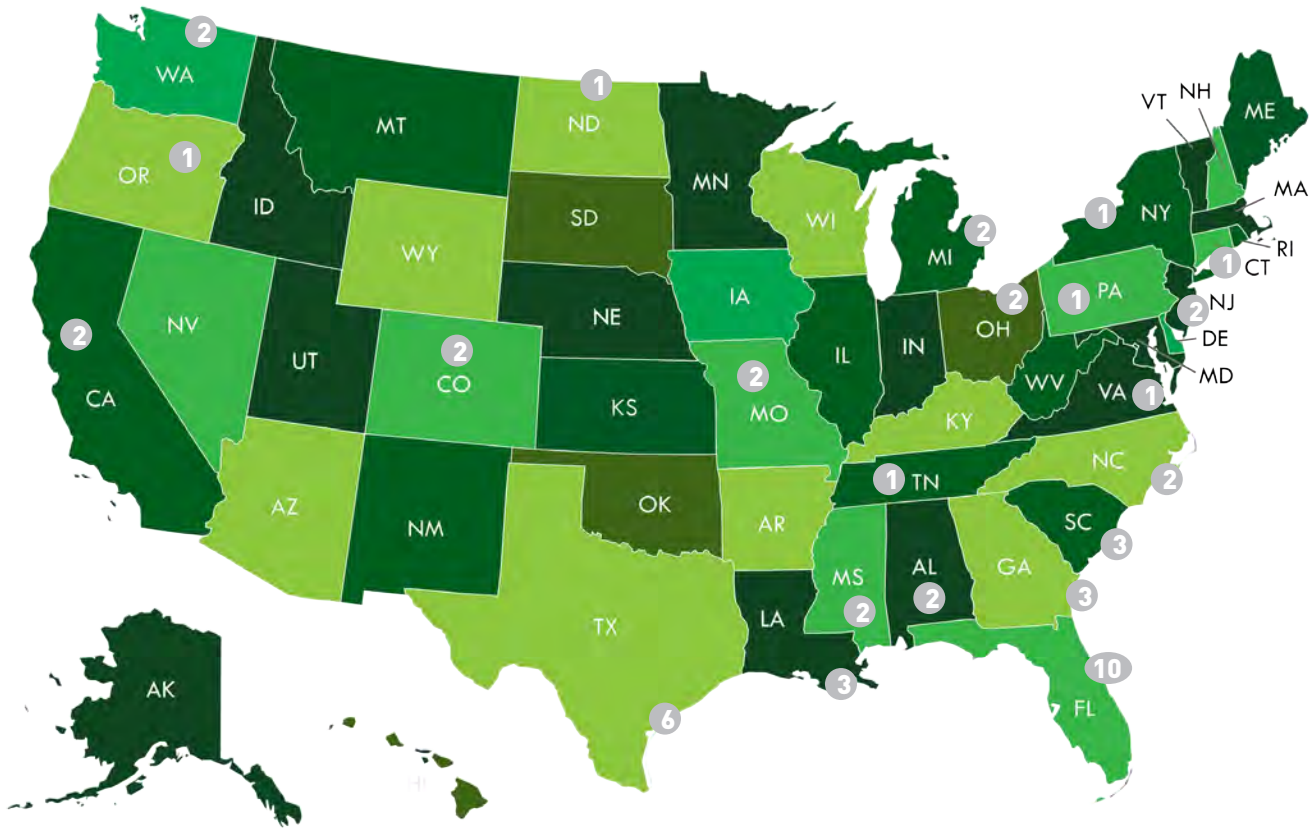 2
WA
1
ND
MT
MN
VT
NH
ME
1
OR
ID
SD
WI
MI
2
1
NY
MA
RI
WY
IA
1
CT
NV
2
CA
UT
2
CO
NE
2
MO
IL
IN
2
OH
1
PA
2
NJ
DE
MD
WV
VA
1
KS
KY
NC
2
AZ
NM
OK
AR
1
TN
SC
3
MS
2
AL
2
GA
3
TX
6
LA
3
10
FL
AK
HI